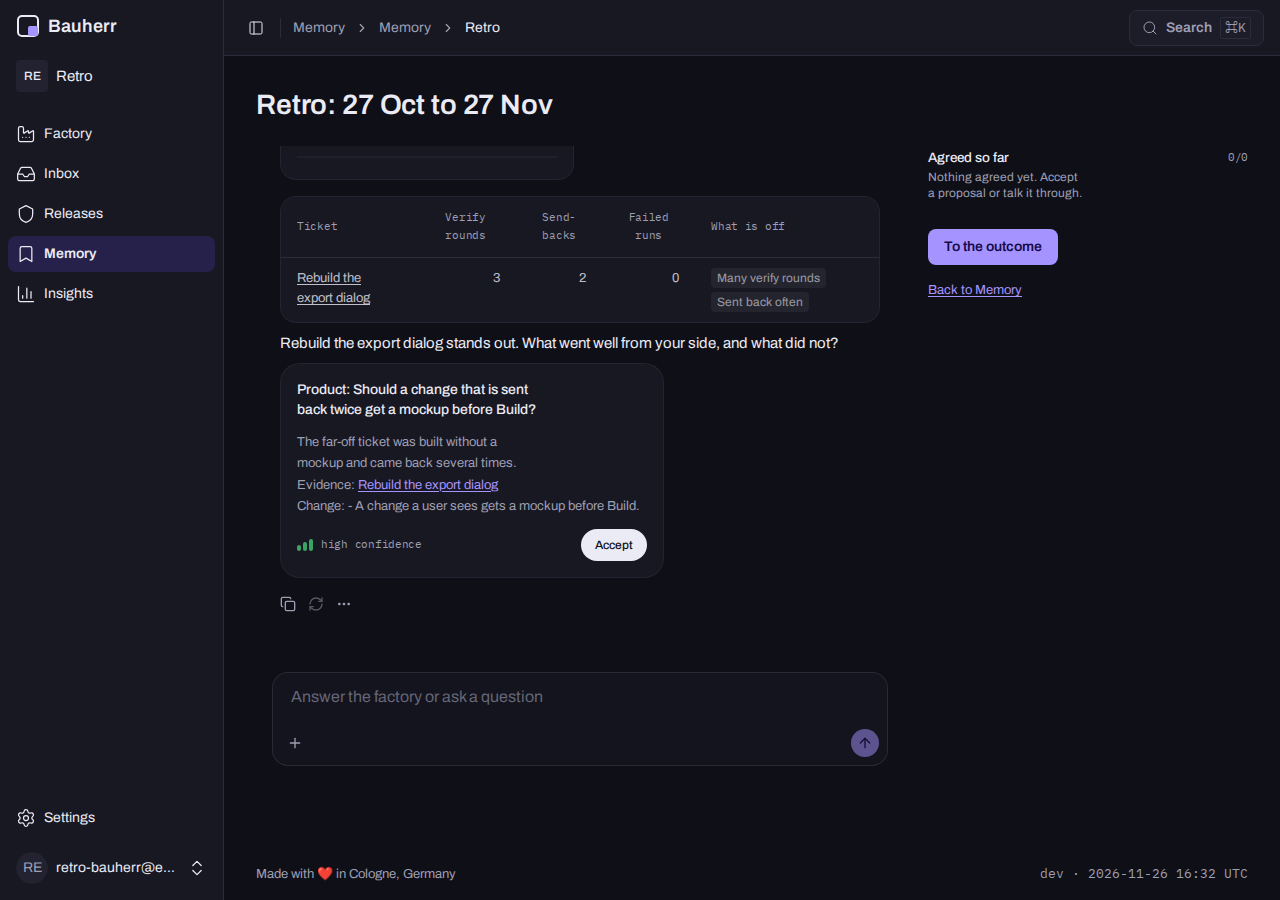 Bauherr
RE Retro
Factory
Inbox
Releases
Memory
Insights
Settings
RE retro-bauherr@e...
Memory > Memory > Retro
Search ⌘K
Retro: 27 Oct to 27 Nov
Ticket Verify rounds Send-backs Failed runs What is off
Rebuild the export dialog 3 2 0 Many verify rounds
Sent back often
Rebuild the export dialog stands out. What went well from your side, and what did not?
Product: Should a change that is sent
back twice get a mockup before Build?
The far-off ticket was built without a
mockup and came back several times.
Evidence: Rebuild the export dialog
Change: - A change a user sees gets a mockup before Build.
high confidence Accept
Answer the factory or ask a question
Agreed so far 0/0
Nothing agreed yet. Accept
a proposal or talk it through.
To the outcome
Back to Memory
Made with ❤️ in Cologne, Germany
dev · 2026-11-26 16:32 UTC